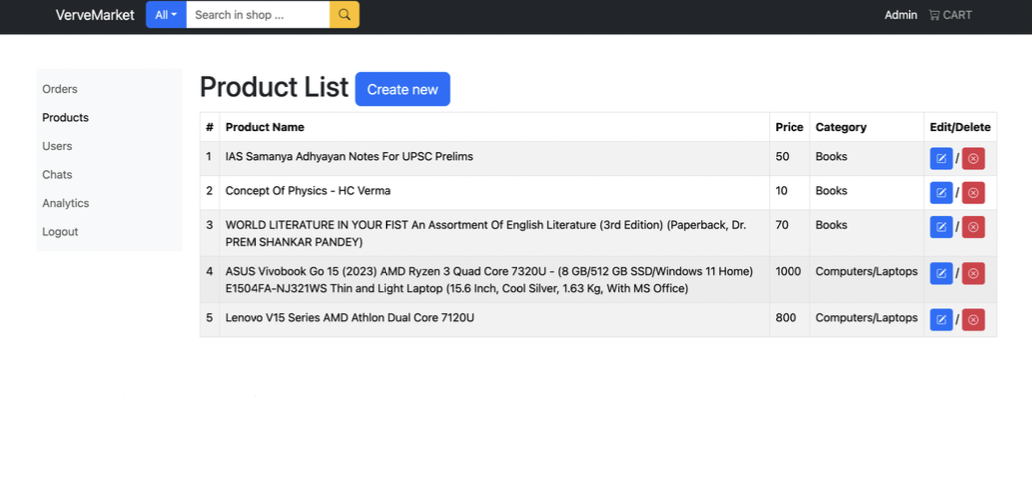 VerveMarket All Search in shop ... Admin CART
Orders
Products
Users
Chats
Analytics
Logout
Product List Create new
# Product Name Price Category Edit/Delete
1 IAS Samanya Adhyayan Notes For UPSC Prelims 50 Books /
2 Concept Of Physics - HC Verma 10 Books /
3 WORLD LITERATURE IN YOUR FIST An Assortment Of English Literature (3rd Edition) (Paperback, Dr. 70 Books /
PREM SHANKAR PANDEY)
4 ASUS Vivobook Go 15 (2023) AMD Ryzen 3 Quad Core 7320U - (8 GB/512 GB SSD/Windows 11 Home) 1000 Computers/Laptops /
E1504FA-NJ321WS Thin and Light Laptop (15.6 Inch, Cool Silver, 1.63 Kg, With MS Office)
5 Lenovo V15 Series AMD Athlon Dual Core 7120U 800 Computers/Laptops /